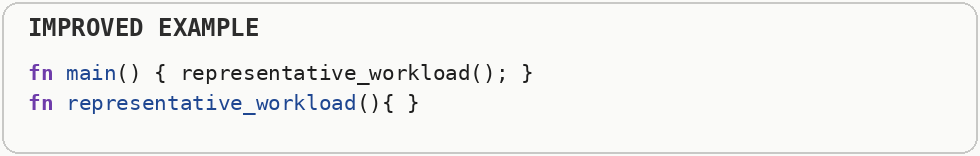 IMPROVED EXAMPLE
fn main() { representative_workload(); }
fn representative_workload(){ }